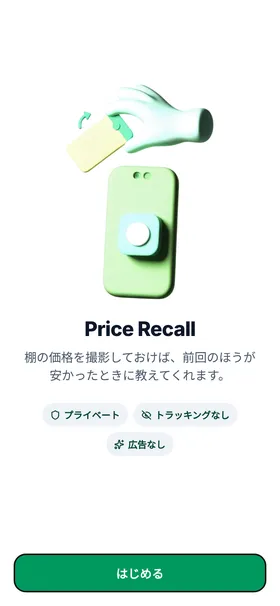 Price Recall
棚の価格を撮影しておけば、前回のほうが
安かったときに教えてくれます。
プライベート
トラッキングなし
広告なし
はじめる